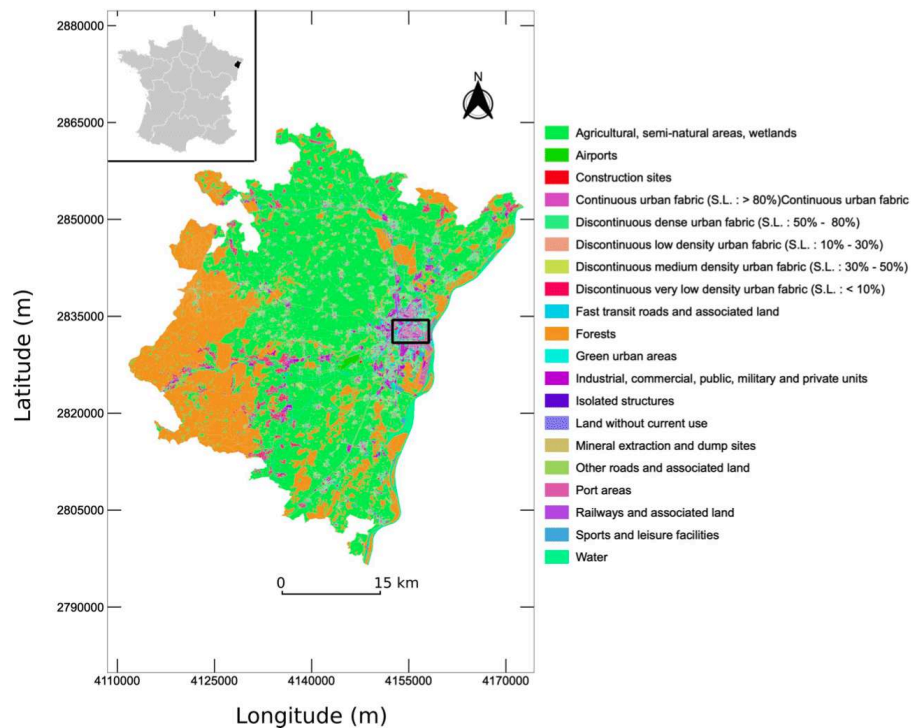 2880000
2865000
2850000
2835000
2820000
2805000
2790000
Latitude (m)
N
0 15 km
4110000 4125000 4140000 4155000 4170000
Longitude (m)
Agricultural, semi-natural areas, wetlands
Airports
Construction sites
Continuous urban fabric (S.L. : > 80%)Continuous urban fabric
Discontinuous dense urban fabric (S.L. : 50% - 80%)
Discontinuous low density urban fabric (S.L. : 10% - 30%)
Discontinuous medium density urban fabric (S.L. : 30% - 50%)
Discontinuous very low density urban fabric (S.L. : < 10%)
Fast transit roads and associated land
Forests
Green urban areas
Industrial, commercial, public, military and private units
Isolated structures
Land without current use
Mineral extraction and dump sites
Other roads and associated land
Port areas
Railways and associated land
Sports and leisure facilities
Water